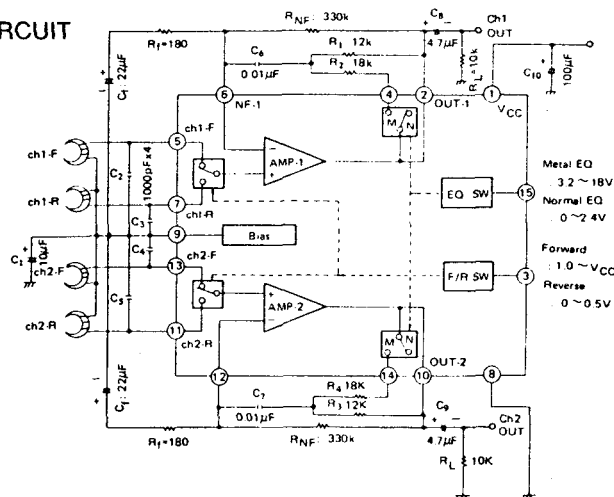 RCUIT
RNF: 330k
C8
Ch1
OUT
Rf=180
R1 12k
4.7μF
C6
R2 18k
RL=10k
C10
100μF
0.01μF
Cf: 22μF
6
NF-1
4
2
OUT-1
1
VCC
M
N
5
ch1-F
ch1-F
AMP-1
Metal EQ
: 3.2~18V
C2
1000pF×4
EQ SW
15
Normal EQ
: 0~2.4V
ch1-R
7
ch1-R
C3
9
Bias
C1
10μF
C4
ch2-F
Forward
: 1.0~VCC
ch2-F
13
F/R SW
3
Reverse
: 0~0.5V
C5
AMP-2
M
N
ch2-R
11
ch2-R
OUT-2
12
14
10
8
Cf: 22μF
R4 18K
C7
R3 12K
C9
0.01μF
Ch2
OUT
Rf=180
RNF: 330k
4.7μF
RL
10K